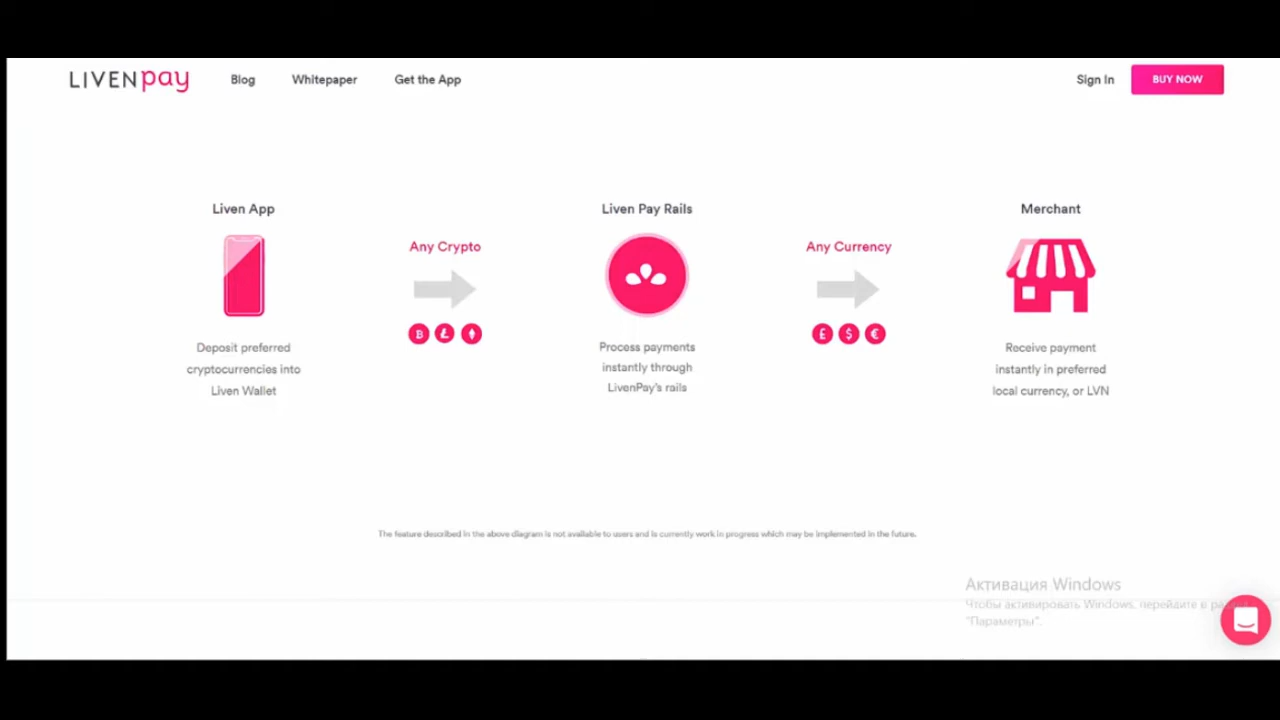 LIVENpay Blog Whitepaper Get the App Sign In BUY NOW
Liven App
Any Crypto
Deposit preferred
cryptocurrencies into
Liven Wallet
Liven Pay Rails
Any Currency
Process payments
instantly through
LivenPay's rails
Merchant
Receive payment
instantly in preferred
local currency, or LVN
The feature described in the above diagram is not available to users and is currently work in progress which may be implemented in the future.
Активация Windows
Чтобы активировать Windows, перейдите в
"Параметры".